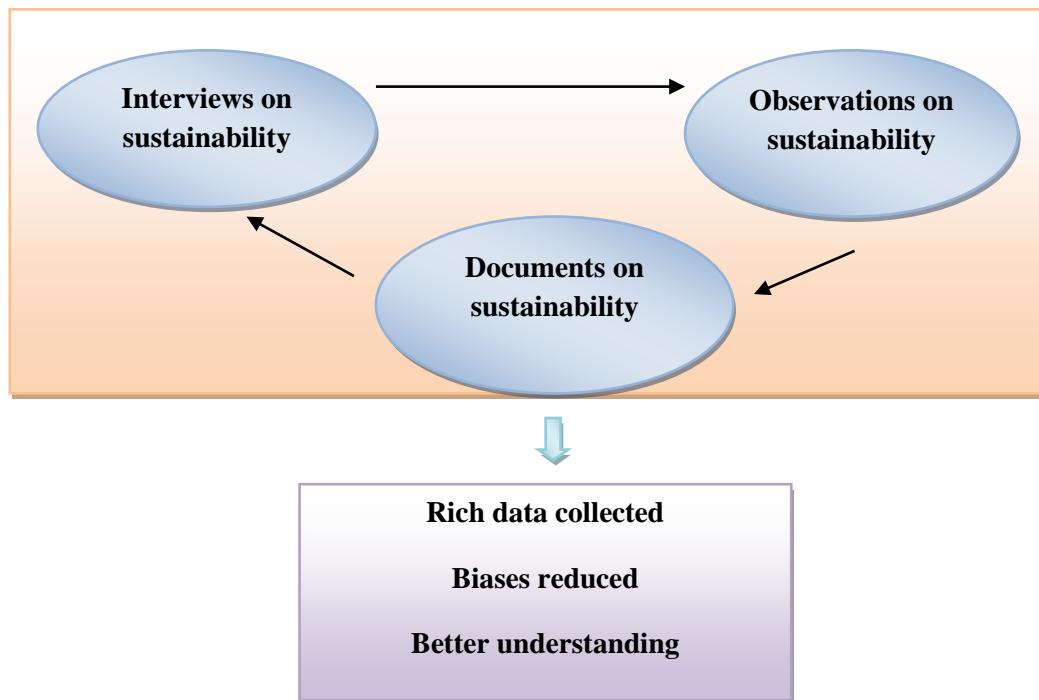 Interviews on
sustainability
Observations on
sustainability
Documents on
sustainability
Rich data collected
Biases reduced
Better understanding